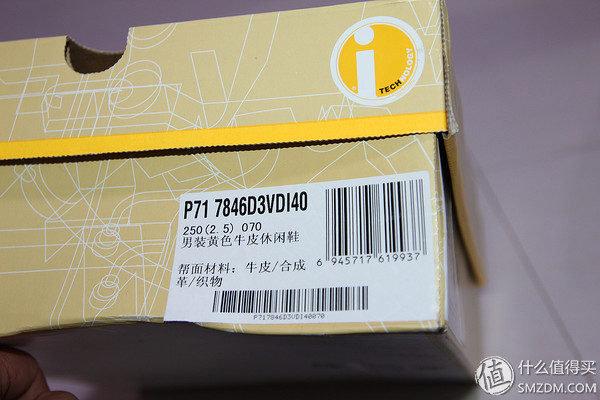 i
TECHNOLOGY
P71 7846D3VDI40
250(2.5) 070
男装黄色牛皮休闲鞋
帮面材料：牛皮/合成
革/织物
6 945717 619937
P717846D3VDI40070
值 什么值得买
SMZDM.COM